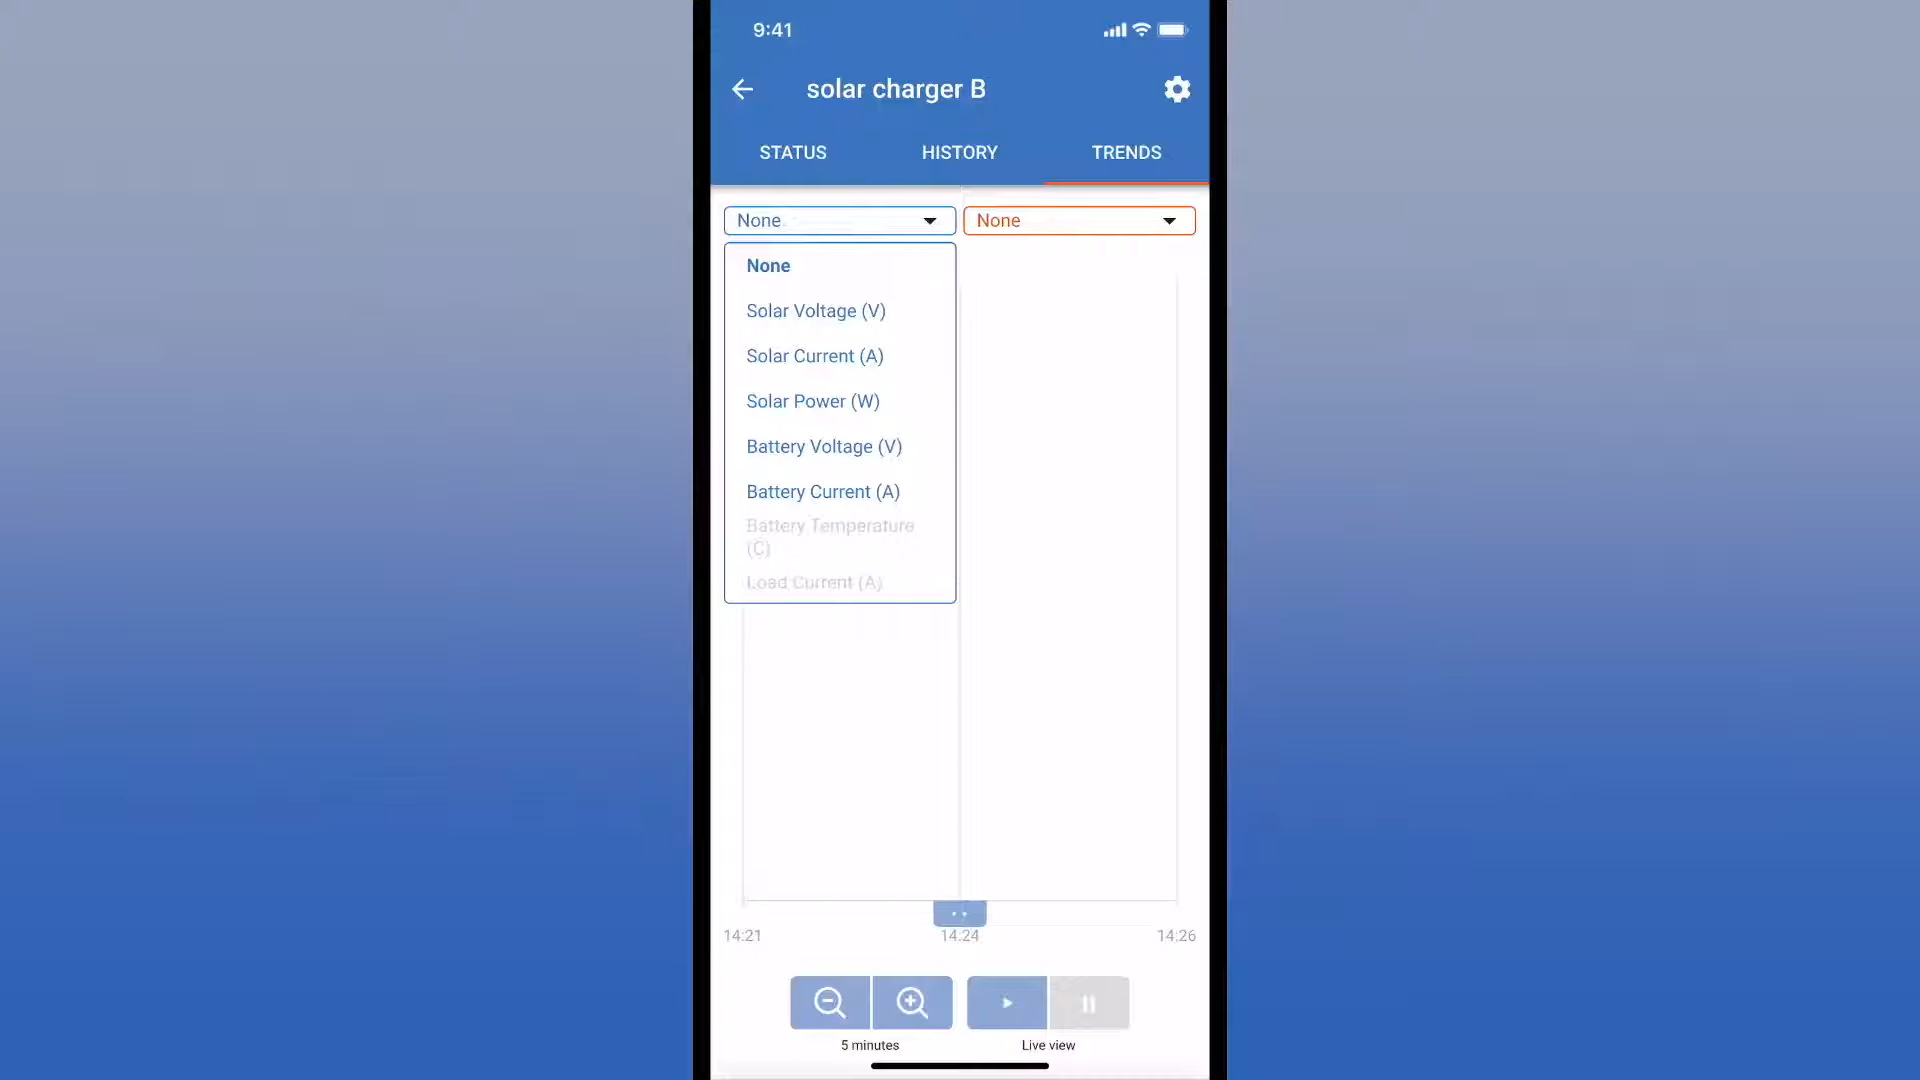 9:41
solar charger B
STATUS HISTORY TRENDS
None None
None
Solar Voltage (V)
Solar Current (A)
Solar Power (W)
Battery Voltage (V)
Battery Current (A)
Battery Temperature
(C)
Load Current (A)
14:21 14:24 14:26
5 minutes Live view